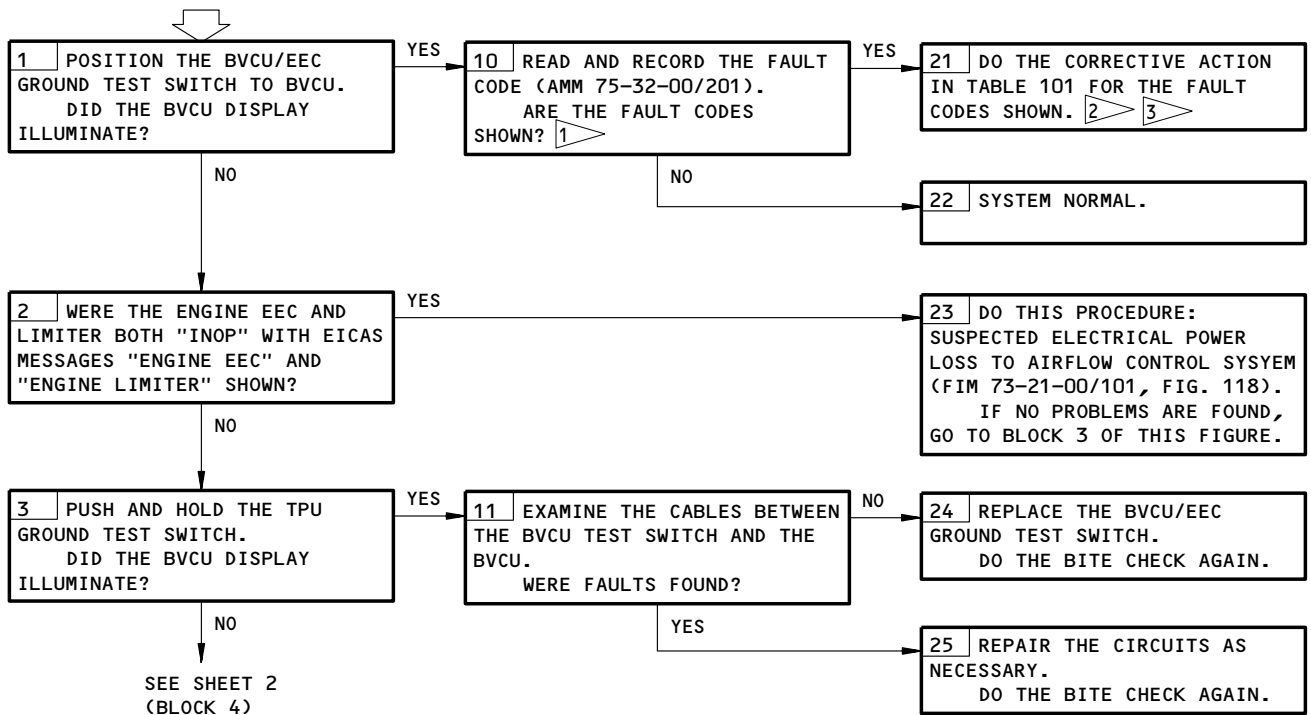 1 POSITION THE BVCU/EEC
GROUND TEST SWITCH TO BVCU.
DID THE BVCU DISPLAY
ILLUMINATE?
YES
10 READ AND RECORD THE FAULT
CODE (AMM 75-32-00/201).
ARE THE FAULT CODES
SHOWN? 1
YES
21 DO THE CORRECTIVE ACTION
IN TABLE 101 FOR THE FAULT
CODES SHOWN. 2 3
NO
NO
22 SYSTEM NORMAL.
2 WERE THE ENGINE EEC AND
LIMITER BOTH "INOP" WITH EICAS
MESSAGES "ENGINE EEC" AND
"ENGINE LIMITER" SHOWN?
YES
23 DO THIS PROCEDURE:
SUSPECTED ELECTRICAL POWER
LOSS TO AIRFLOW CONTROL SYSYEM
(FIM 73-21-00/101, FIG. 118).
IF NO PROBLEMS ARE FOUND,
GO TO BLOCK 3 OF THIS FIGURE.
NO
3 PUSH AND HOLD THE TPU
GROUND TEST SWITCH.
DID THE BVCU DISPLAY
ILLUMINATE?
YES
11 EXAMINE THE CABLES BETWEEN
THE BVCU TEST SWITCH AND THE
BVCU.
WERE FAULTS FOUND?
NO
24 REPLACE THE BVCU/EEC
GROUND TEST SWITCH.
DO THE BITE CHECK AGAIN.
NO
YES
25 REPAIR THE CIRCUITS AS
NECESSARY.
DO THE BITE CHECK AGAIN.
SEE SHEET 2
(BLOCK 4)